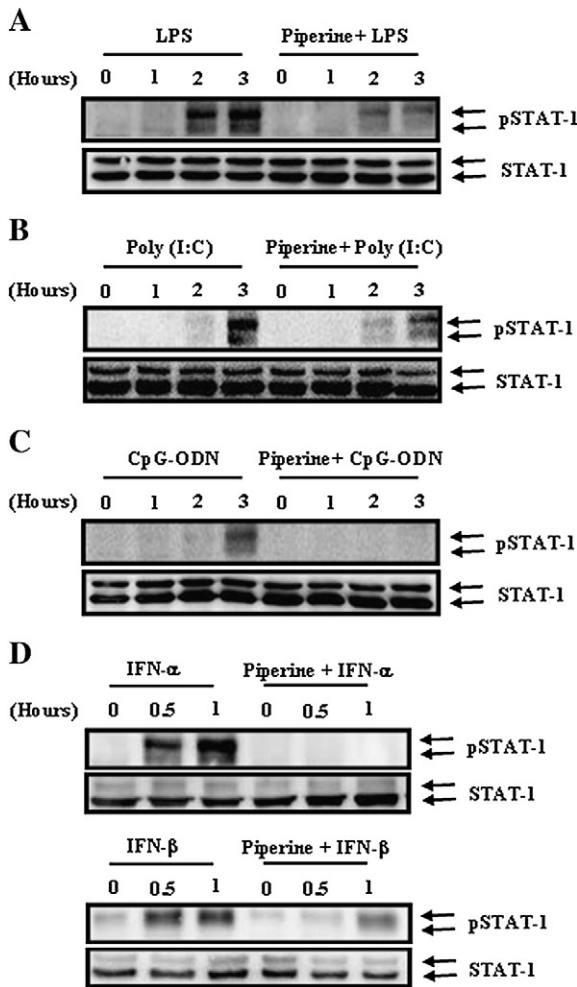 A
LPS Piperine + LPS
(Hours) 0 1 2 3 0 1 2 3
pSTAT-1
STAT-1
B
Poly (I:C) Piperine + Poly (I:C)
(Hours) 0 1 2 3 0 1 2 3
pSTAT-1
STAT-1
C
CpG-ODN Piperine + CpG-ODN
(Hours) 0 1 2 3 0 1 2 3
pSTAT-1
STAT-1
D
IFN-α Piperine + IFN-α
(Hours) 0 0.5 1 0 0.5 1
pSTAT-1
STAT-1
IFN-β Piperine + IFN-β
0 0.5 1 0 0.5 1
pSTAT-1
STAT-1